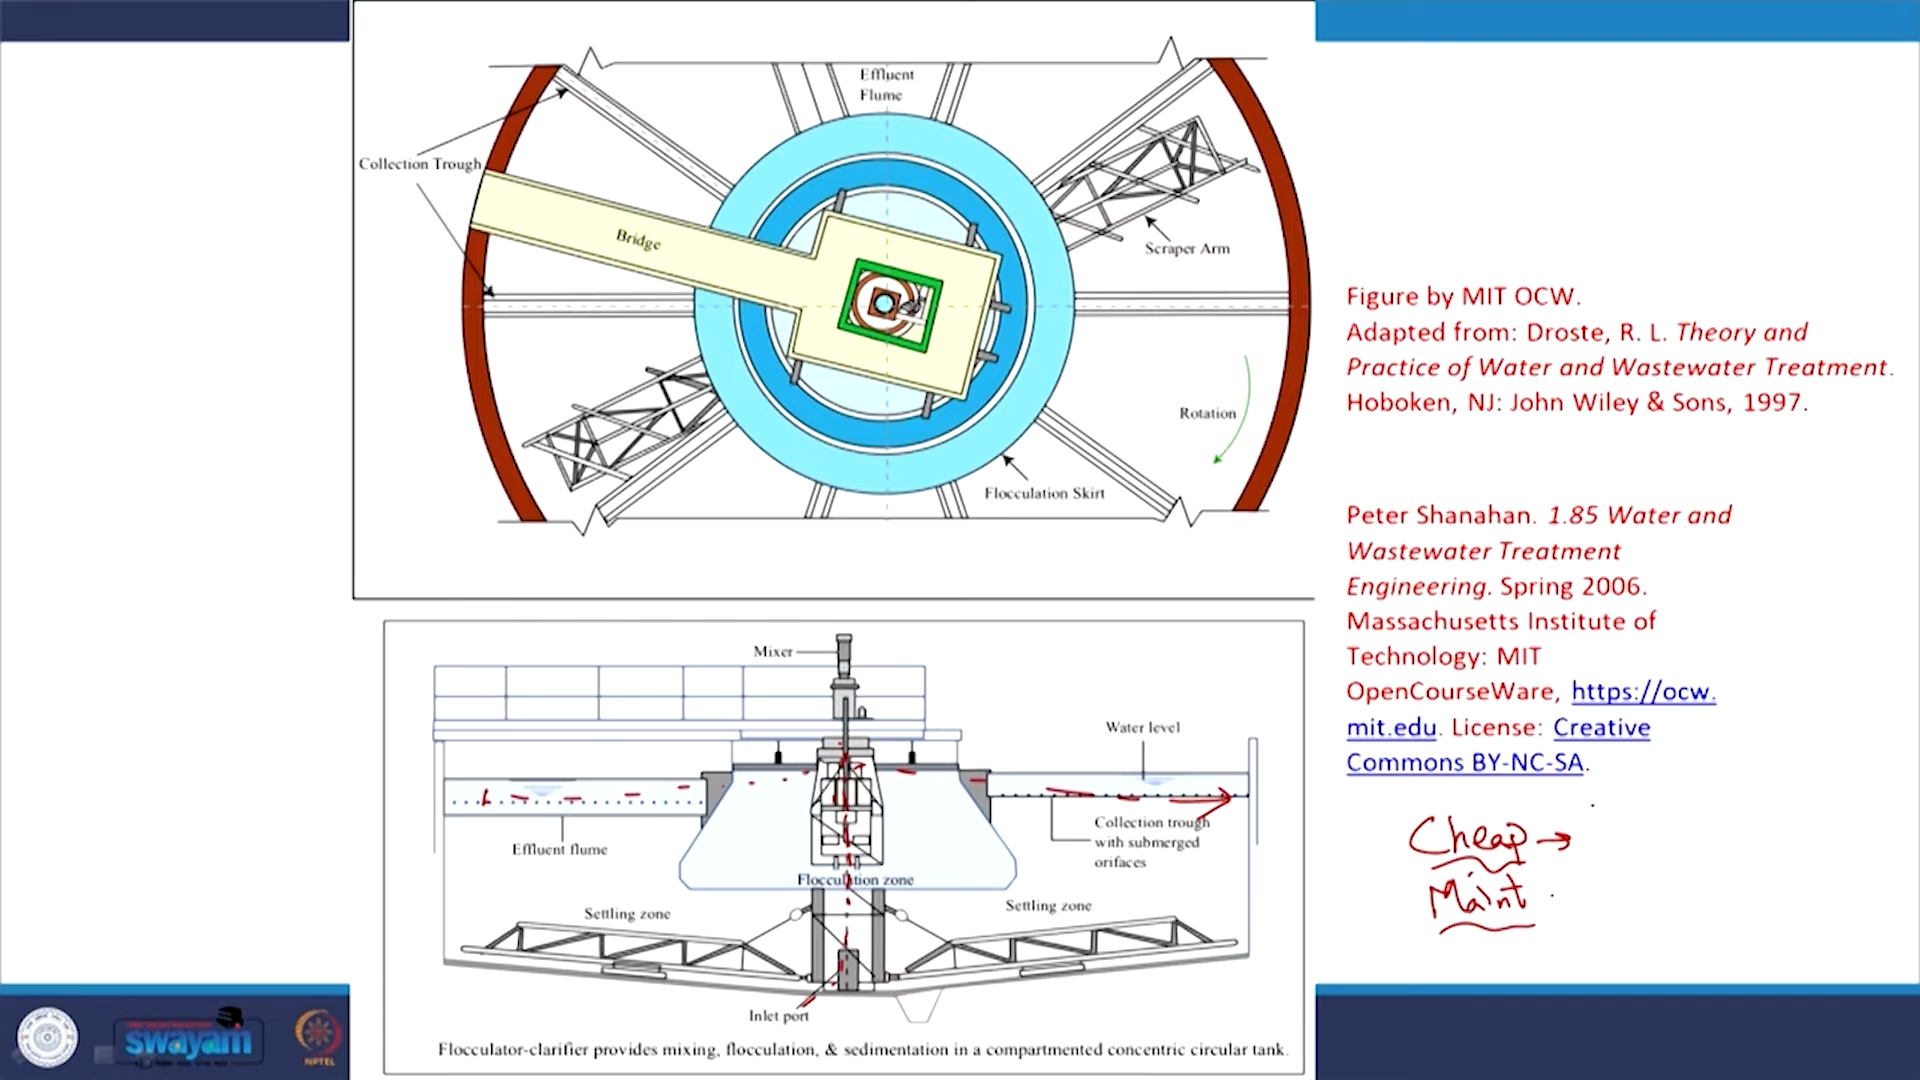 Effluent
Flume
Collection Trough
Bridge
Scraper Arm
Rotation
Flocculation Skirt
Mixer
Water level
Effluent flume
Collection trough
with submerged
orifaces
Flocculation zone
Settling zone
Settling zone
Inlet port
Flocculator-clarifier provides mixing, flocculation, & sedimentation in a compartmented concentric circular tank.
Figure by MIT OCW.
Adapted from: Droste, R. L. Theory and
Practice of Water and Wastewater Treatment.
Hoboken, NJ: John Wiley & Sons, 1997.
Peter Shanahan. 1.85 Water and
Wastewater Treatment
Engineering. Spring 2006.
Massachusetts Institute of
Technology: MIT
OpenCourseWare, https://ocw.
mit.edu. License: Creative
Commons BY-NC-SA.
Cheap →
Maint
swayam
NPTEL